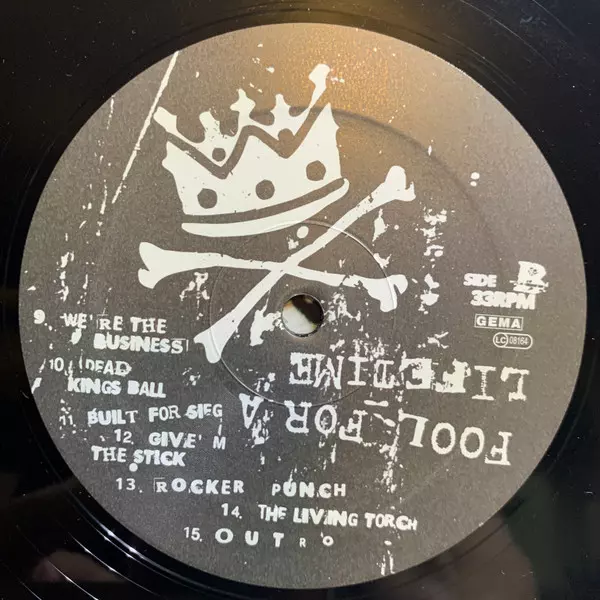 SIDE B
33RPM
GEMA
LC 08164
FOOL FOR A
LIFETIME
9. WE'RE THE
BUSINESS!
10. DEAD
KINGS BALL
11. BUILT FOR SIEG
12. GIVE'M
THE STICK
13. ROCKER PUNCH
14. THE LIVING TORCH
15. OUTRO